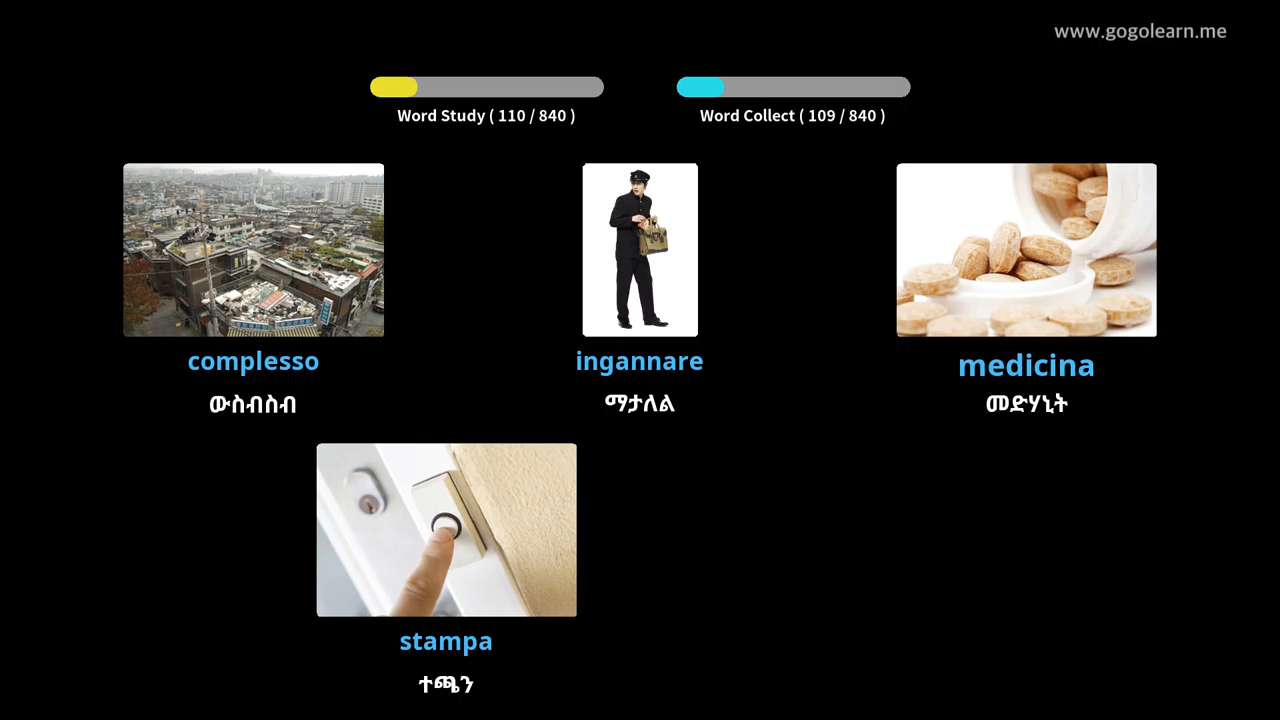 www.gogolearn.me
Word Study ( 110 / 840 )
Word Collect ( 109 / 840 )
complesso
ውስብስብ
ingannare
ማታለል
medicina
መድሃኒት
stampa
ተጫን